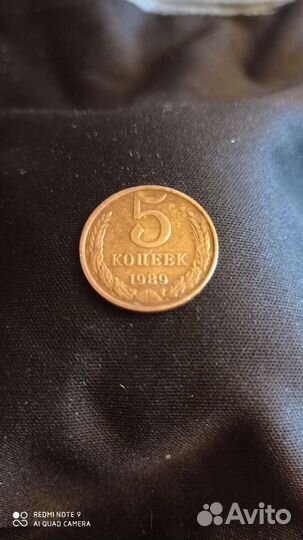 5
КОПЕЕК
1989
REDMI NOTE 9
AI QUAD CAMERA
Avito